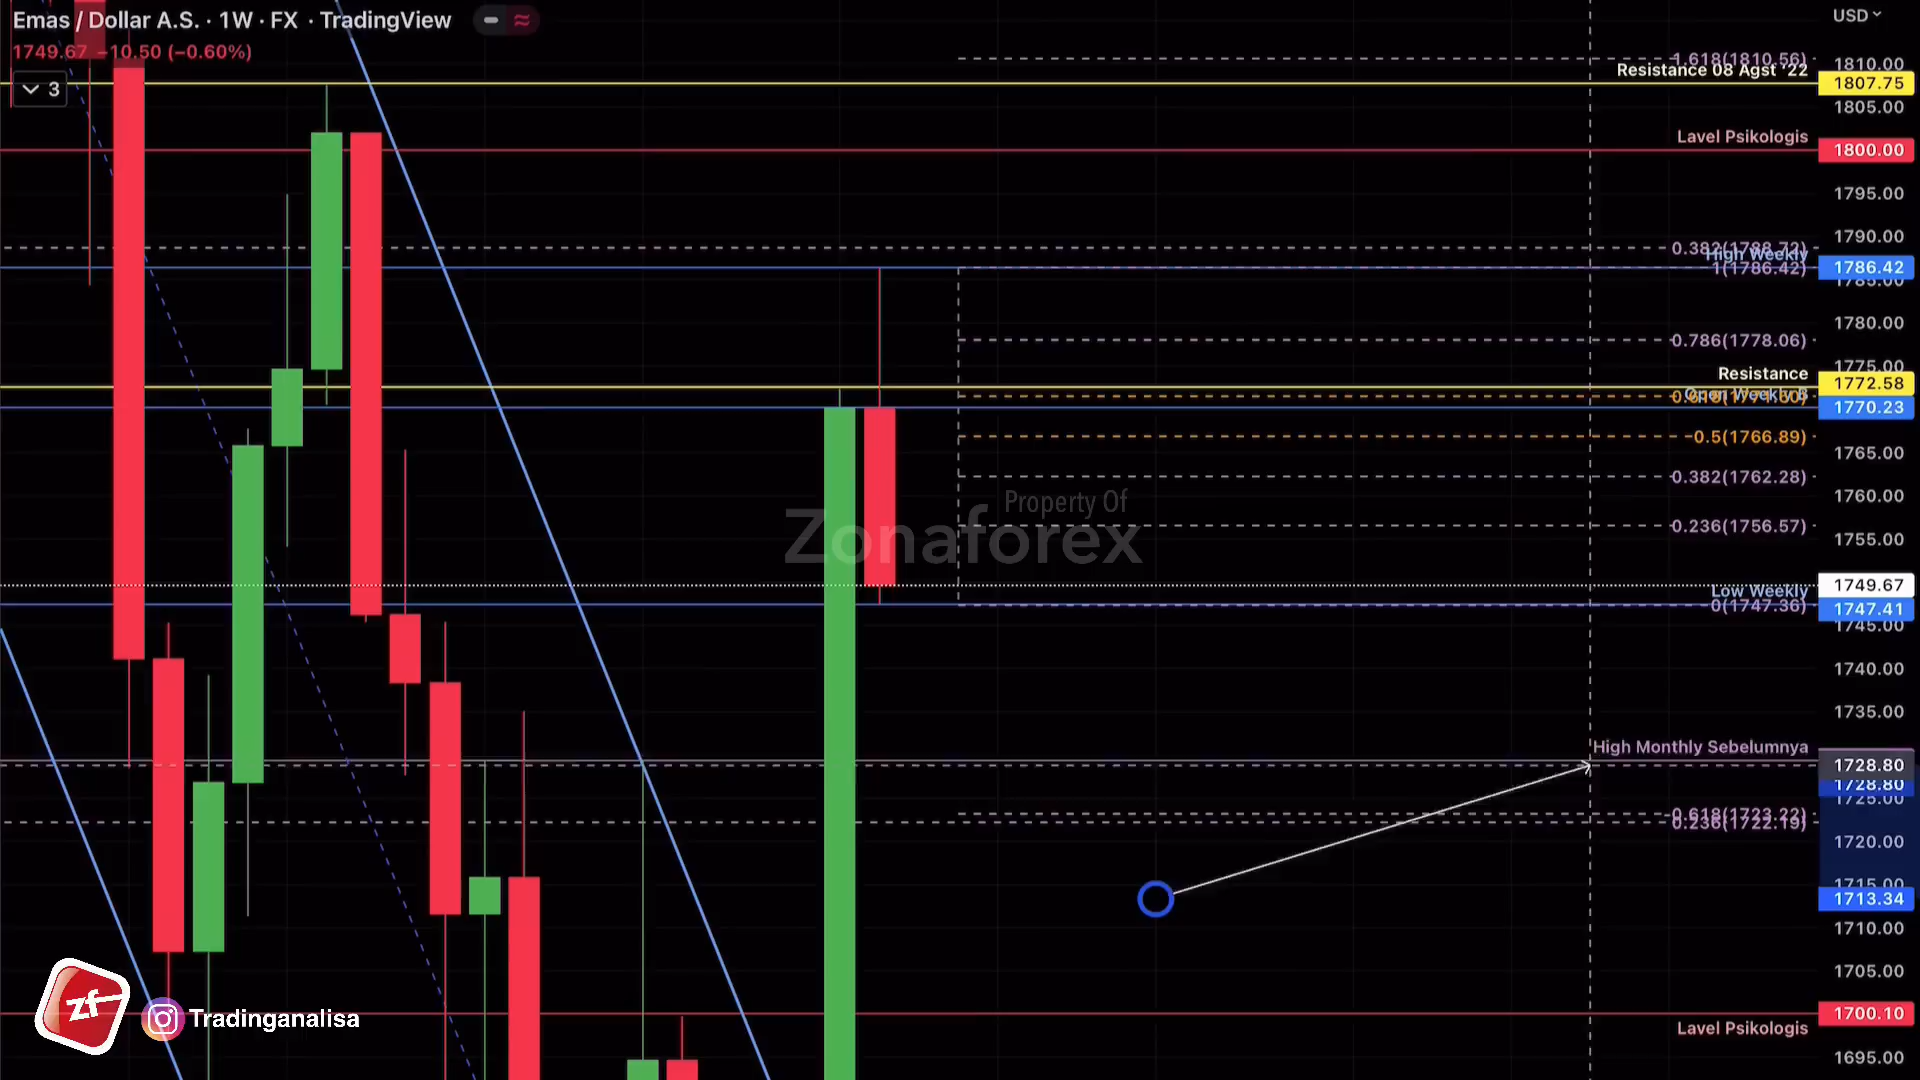 Emas / Dollar A.S. · 1W · FX · TradingView
1749.67 −10.50 (−0.60%)
3
USD
1.618(1810.56)
1810.00
Resistance 08 Agst '22
1807.75
1805.00
Lavel Psikologis
1800.00
1795.00
1790.00
0.382(1788.72)
High Weekly
1(1786.42)
1786.42
1785.00
1780.00
0.786(1778.06)
1775.00
Resistance
1772.58
Open Weekly
1770.23
0.5(1766.89)
1765.00
0.382(1762.28)
1760.00
Property Of
Zonaforex
0.236(1756.57)
1755.00
1749.67
Low Weekly
0(1747.36)
1747.41
1745.00
1740.00
1735.00
High Monthly Sebelumnya
1728.80
1728.80
1725.00
0.618(1723.22)
0.236(1722.19)
1720.00
1715.00
1713.34
1710.00
1705.00
1700.10
Lavel Psikologis
1695.00
zf
Tradinganalisa